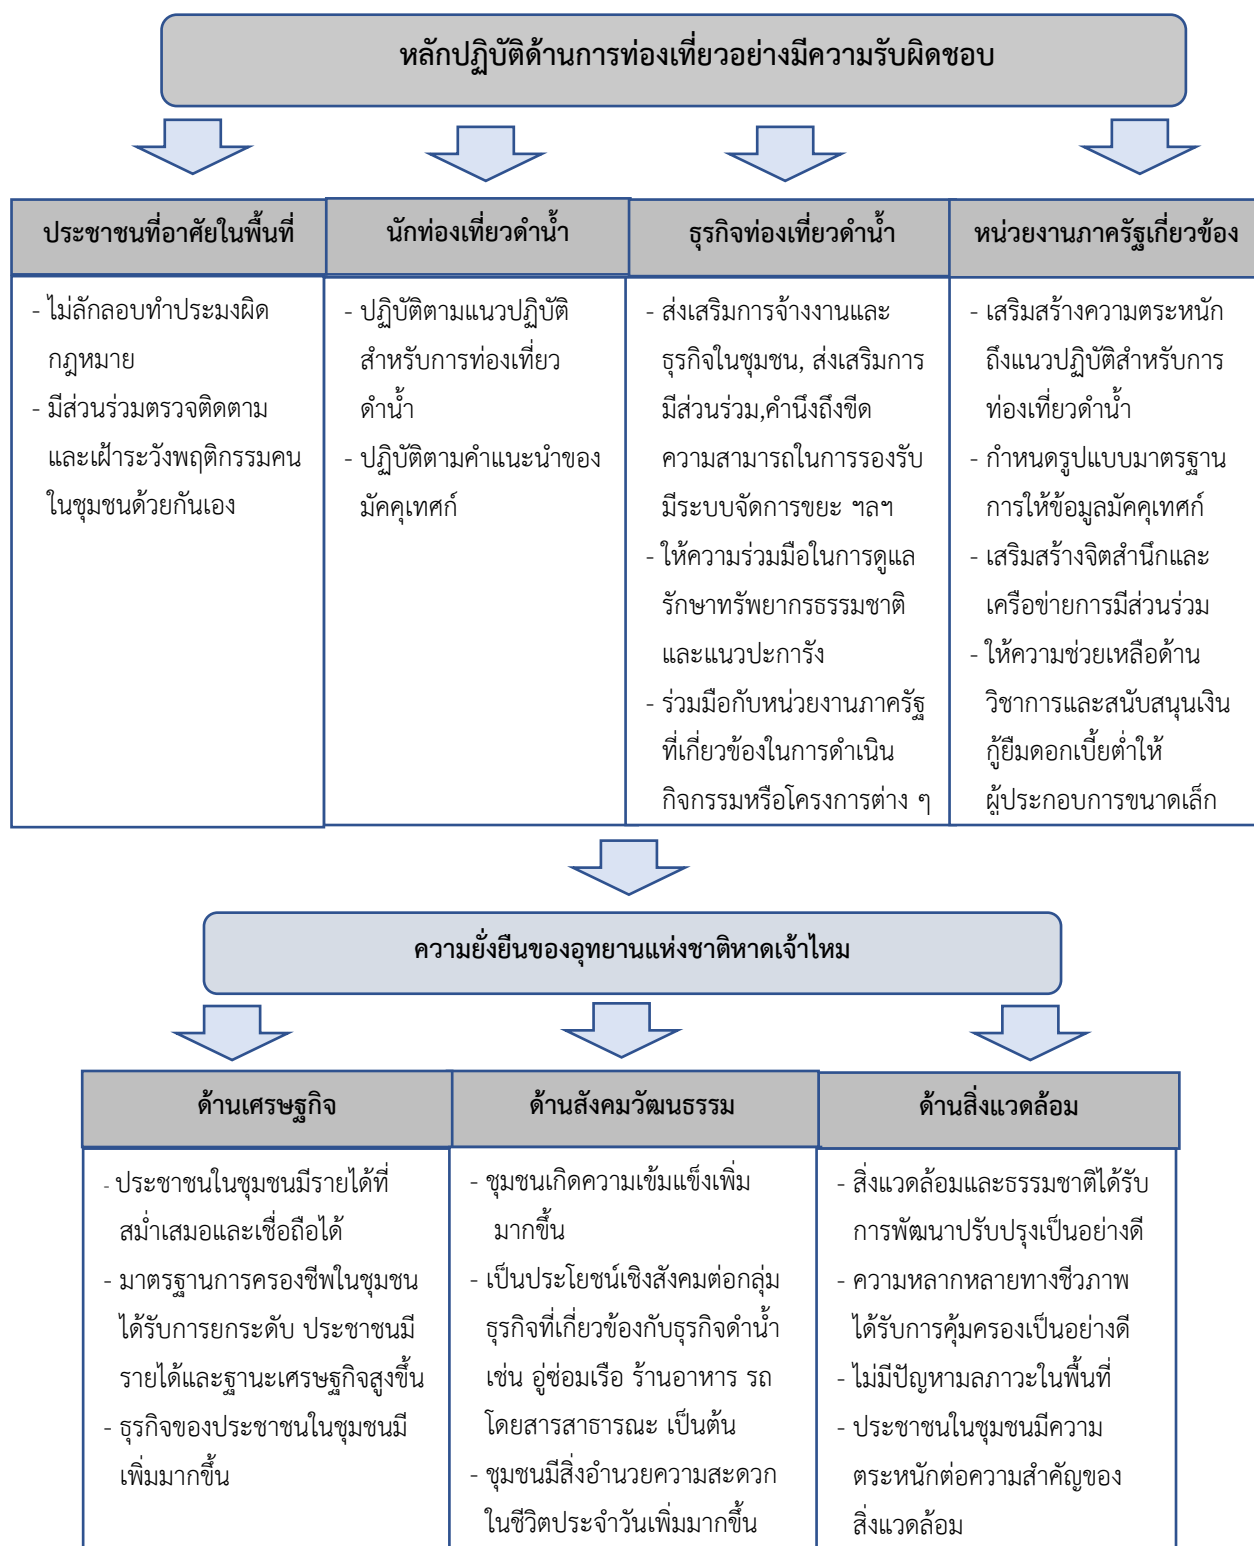 หลักปฏิบัติด้านการท่องเที่ยวอย่างมีความรับผิดชอบ
ประชาชนที่อาศัยในพื้นที่
- ไม่ลักลอบทำประมงผิด
กฎหมาย
- มีส่วนร่วมตรวจติดตาม
และเฝ้าระวังพฤติกรรมคน
ในชุมชนด้วยกันเอง
นักท่องเที่ยวดำน้ำ
- ปฏิบัติตามแนวปฏิบัติ
สำหรับการท่องเที่ยว
ดำน้ำ
- ปฏิบัติตามคำแนะนำของ
มัคคุเทศก์
ธุรกิจท่องเที่ยวดำน้ำ
- ส่งเสริมการจ้างงานและ
ธุรกิจในชุมชน, ส่งเสริมการ
มีส่วนร่วม,คำนึงถึงขีด
ความสามารถในการรองรับ
มีระบบจัดการขยะ ฯลฯ
- ให้ความร่วมมือในการดูแล
รักษาทรัพยากรธรรมชาติ
และแนวปะการัง
- ร่วมมือกับหน่วยงานภาครัฐ
ที่เกี่ยวข้องในการดำเนิน
กิจกรรมหรือโครงการต่าง ๆ
หน่วยงานภาครัฐเกี่ยวข้อง
- เสริมสร้างความตระหนัก
ถึงแนวปฏิบัติสำหรับการ
ท่องเที่ยวดำน้ำ
- กำหนดรูปแบบมาตรฐาน
การให้ข้อมูลมัคคุเทศก์
- เสริมสร้างจิตสำนึกและ
เครือข่ายการมีส่วนร่วม
- ให้ความช่วยเหลือด้าน
วิชาการและสนับสนุนเงิน
กู้ยืมดอกเบี้ยต่ำให้
ผู้ประกอบการขนาดเล็ก
ความยั่งยืนของอุทยานแห่งชาติหาดเจ้าไหม
ด้านเศรษฐกิจ
- ประชาชนในชุมชนมีรายได้ที่
สม่ำเสมอและเชื่อถือได้
- มาตรฐานการครองชีพในชุมชน
ได้รับการยกระดับ ประชาชนมี
รายได้และฐานะเศรษฐกิจสูงขึ้น
- ธุรกิจของประชาชนในชุมชนมี
เพิ่มมากขึ้น
ด้านสังคมวัฒนธรรม
- ชุมชนเกิดความเข้มแข็งเพิ่ม
มากขึ้น
- เป็นประโยชน์เชิงสังคมต่อกลุ่ม
ธุรกิจที่เกี่ยวข้องกับธุรกิจดำน้ำ
เช่น อู่ซ่อมเรือ ร้านอาหาร รถ
โดยสารสาธารณะ เป็นต้น
- ชุมชนมีสิ่งอำนวยความสะดวก
ในชีวิตประจำวันเพิ่มมากขึ้น
ด้านสิ่งแวดล้อม
- สิ่งแวดล้อมและธรรมชาติได้รับ
การพัฒนาปรับปรุงเป็นอย่างดี
- ความหลากหลายทางชีวภาพ
ได้รับการคุ้มครองเป็นอย่างดี
- ไม่มีปัญหามลภาวะในพื้นที่
- ประชาชนในชุมชนมีความ
ตระหนักต่อความสำคัญของ
สิ่งแวดล้อม